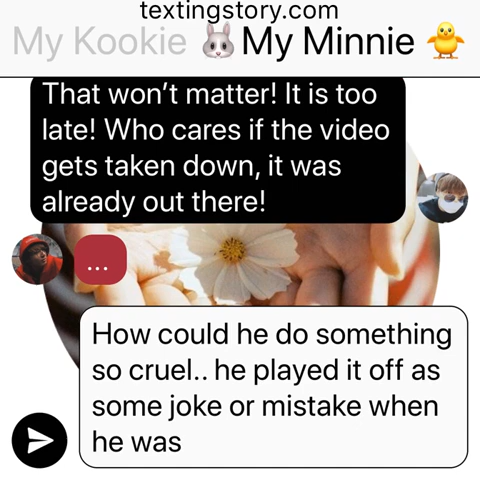 textingstory.com
My Kookie 🐰 My Minnie 🐥
That won’t matter! It is too
late! Who cares if the video
gets taken down, it was
already out there!
...
How could he do something
so cruel.. he played it off as
some joke or mistake when
he was